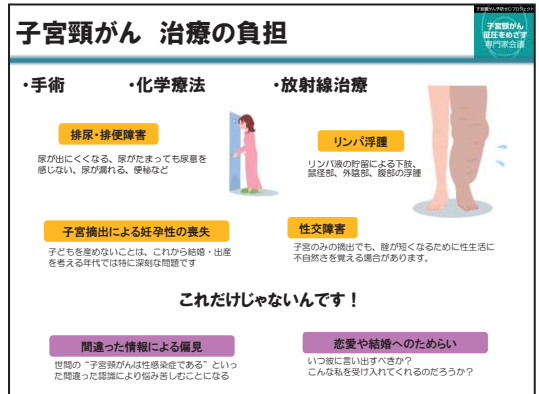 子宮頸がん予防ゼロプロジェクト
子宮頸がん 治療の負担
子宮頸がん
征圧をめざす
専門家会議
・手術 ・化学療法 ・放射線治療
排尿・排便障害
尿が出にくくなる、尿がたまっても尿意を
感じない、尿が漏れる、便秘など
リンパ浮腫
リンパ液の貯留による下肢、
鼠径部、外陰部、腹部の浮腫
子宮摘出による妊孕性の喪失
子どもを産めないことは、これから結婚・出産
を考える年代では特に深刻な問題です
性交障害
子宮のみの摘出でも、腟が短くなるために性生活に
不自然さを覚える場合があります。
これだけじゃないんです！
間違った情報による偏見
世間の“子宮頸がんは性感染症である”といっ
た間違った認識により悩み苦しむことになる
恋愛や結婚へのためらい
いつ彼に言い出すべきか？
こんな私を受け入れてくれるのだろうか？